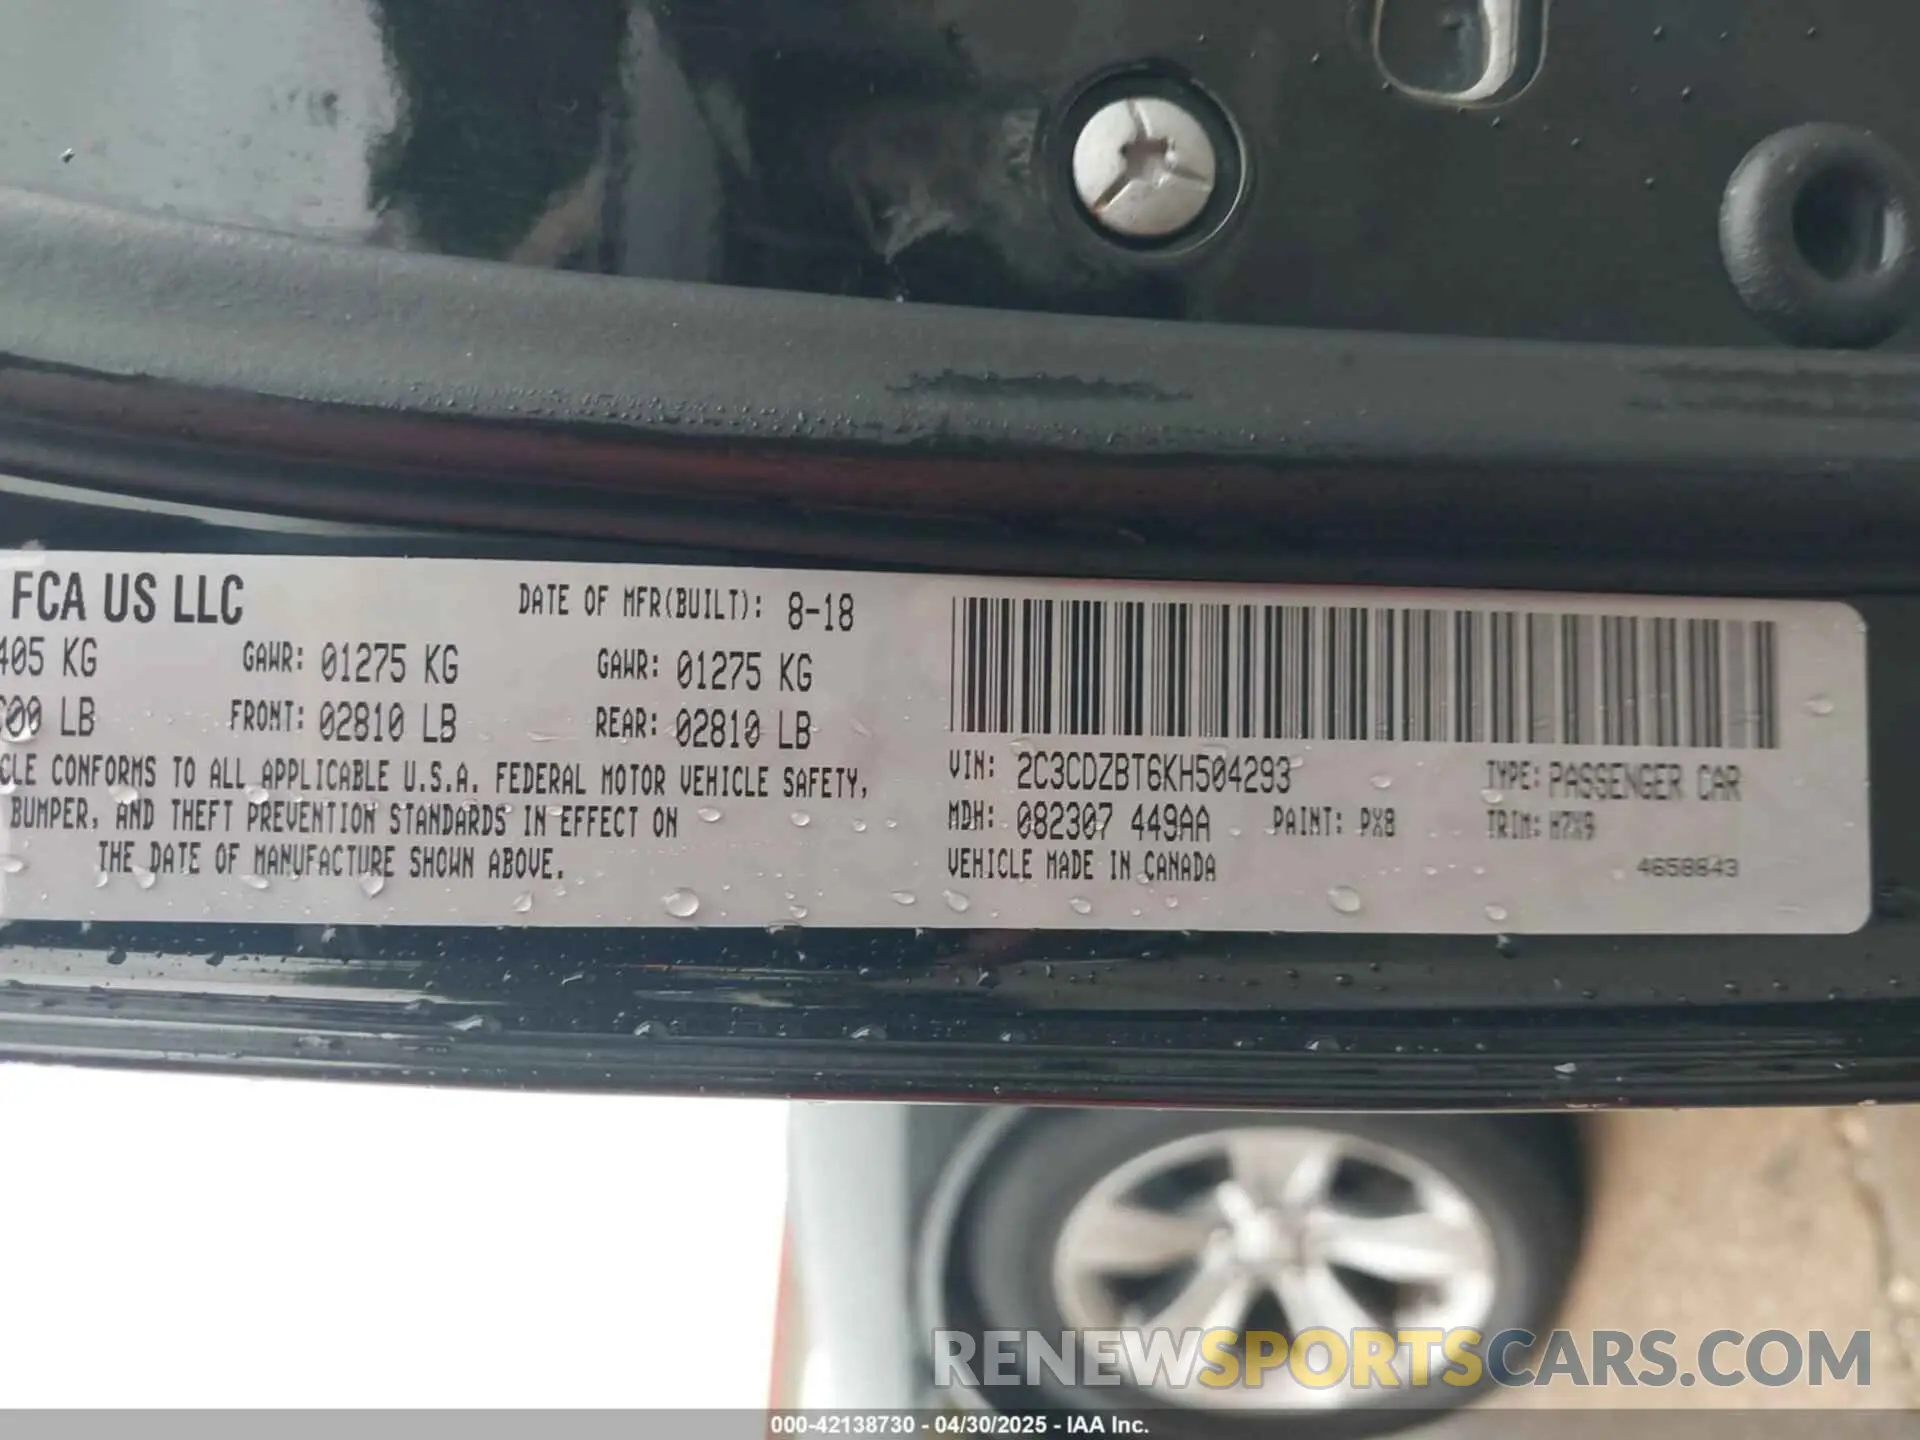 FCA US LLC
DATE OF MFR(BUILT): 8-18
405 KG GAWR: 01275 KG GAWR: 01275 KG
00 LB FRONT: 02810 LB REAR: 02810 LB
CLE CONFORMS TO ALL APPLICABLE U.S.A. FEDERAL MOTOR VEHICLE SAFETY,
BUMPER, AND THEFT PREVENTION STANDARDS IN EFFECT ON
THE DATE OF MANUFACTURE SHOWN ABOVE.
VIN: 2C3CDZBT6KH504293 TYPE: PASSENGER CAR
MDH: 082307 449AA PAINT: PX8 TRIM: H7X9
VEHICLE MADE IN CANADA
4658843
RENEWSPORTSCARS.COM
000-42138730 - 04/30/2025 - IAA Inc.